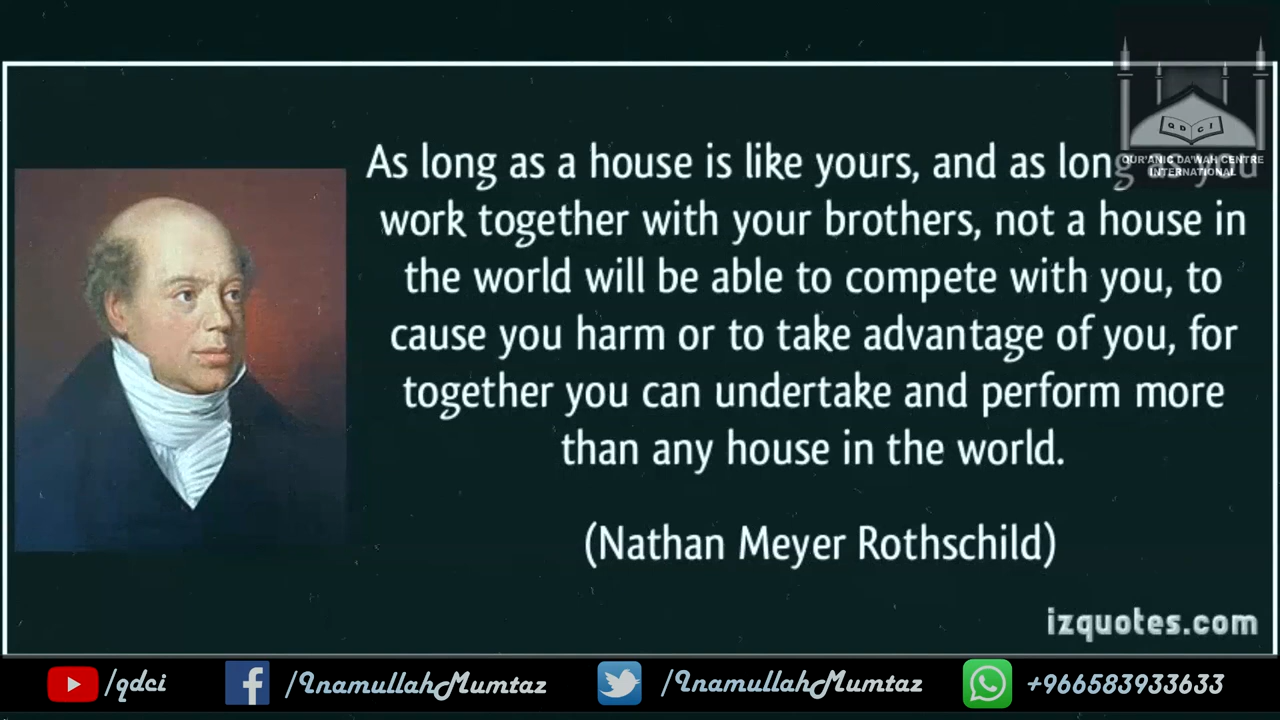 As long as a house is like yours, and as long as you
work together with your brothers, not a house in
the world will be able to compete with you, to
cause you harm or to take advantage of you, for
together you can undertake and perform more
than any house in the world.
(Nathan Meyer Rothschild)
izquotes.com
QDCI
QUR'ANIC DA'WAH CENTRE
INTERNATIONAL
/qdci
/InamullahMumtaz
/InamullahMumtaz
+966583933633